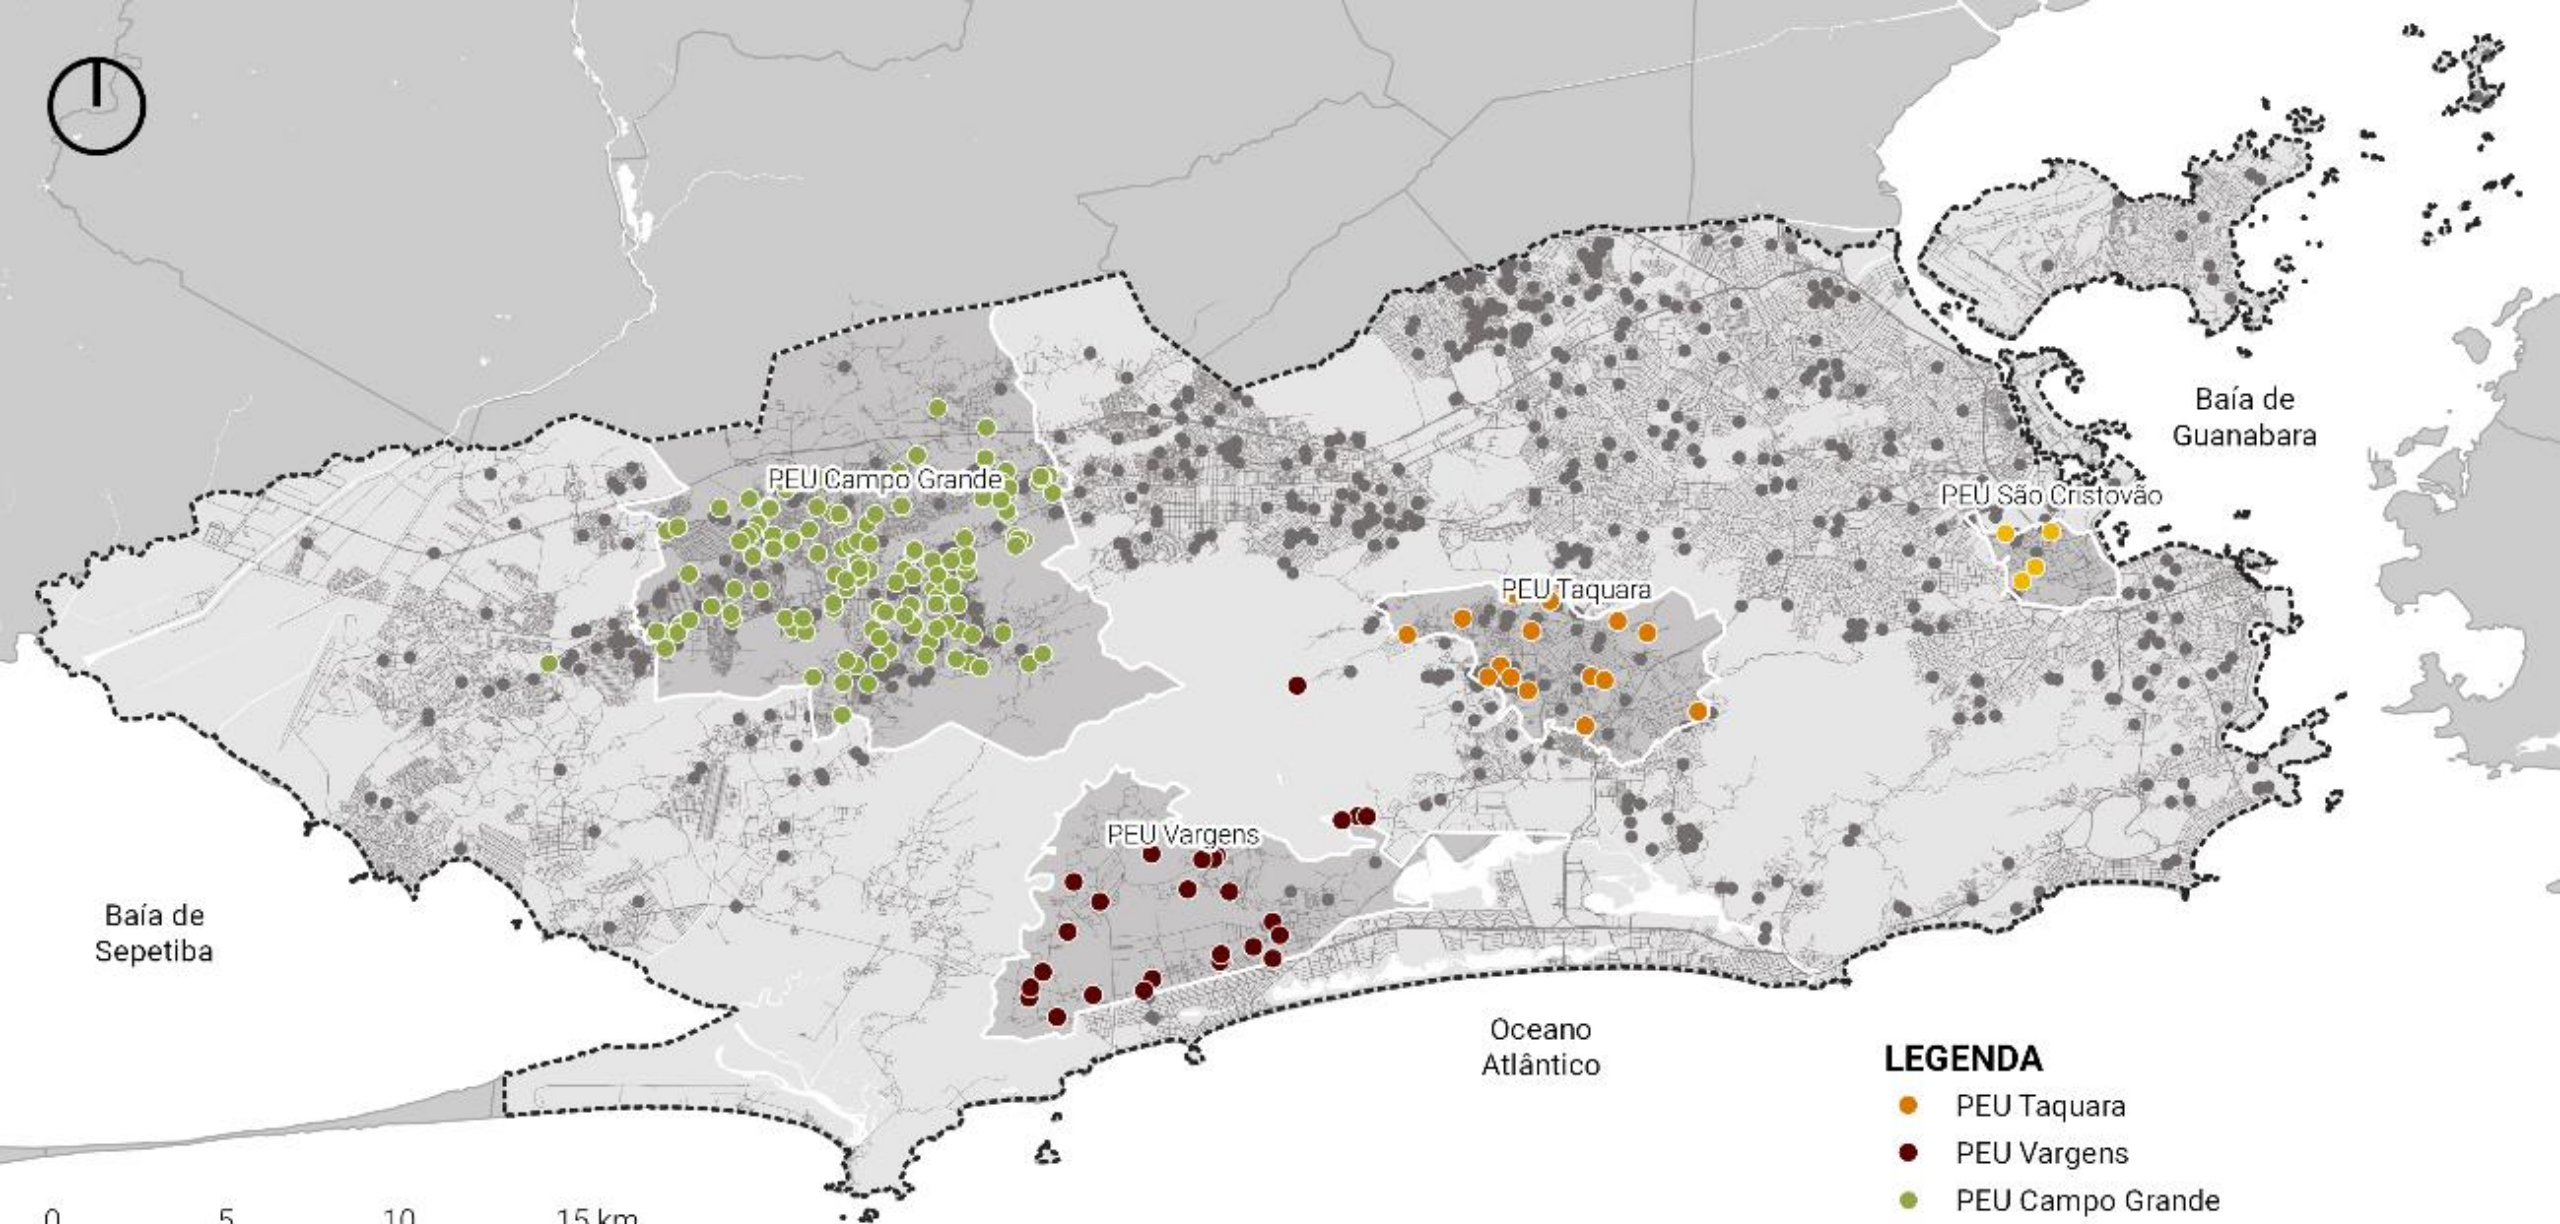 PEU Campo Grande
Baía de
Guanabara
PEU São Cristovão
PEU Taquara
PEU Vargens
Baía de
Sepetiba
Oceano
Atlântico
LEGENDA
PEU Taquara
PEU Vargens
PEU Campo Grande
0 5 10 15 km